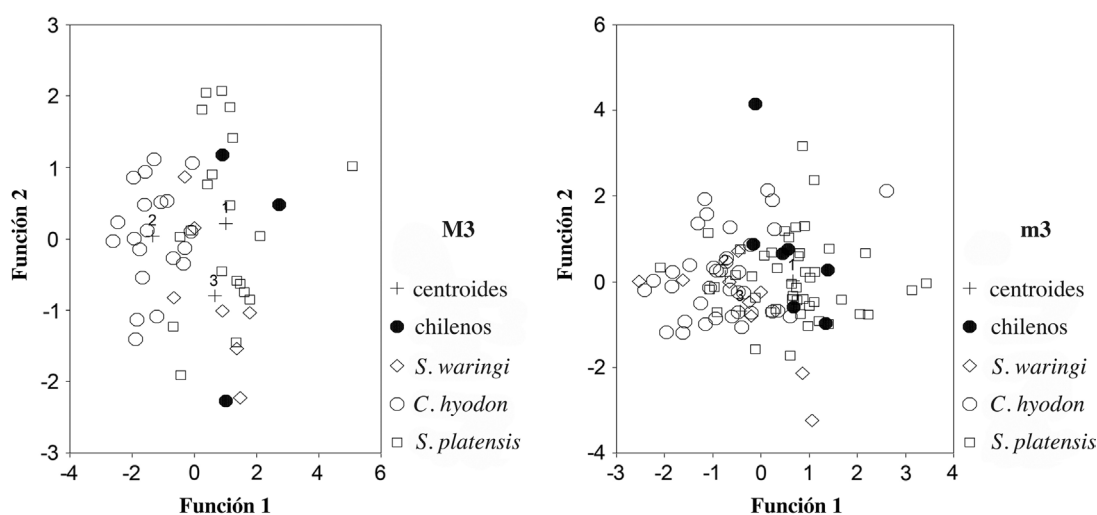 3
2
1
0
-1
-2
-3
-4 -2 0 2 4 6
Función 2
Función 1
1
2
3
M3
centroides
chilenos
S. waringi
C. hyodon
S. platensis
6
4
2
0
-2
-4
-3 -2 -1 0 1 2 3 4
Función 2
Función 1
1
2
3
m3
centroides
chilenos
S. waringi
C. hyodon
S. platensis